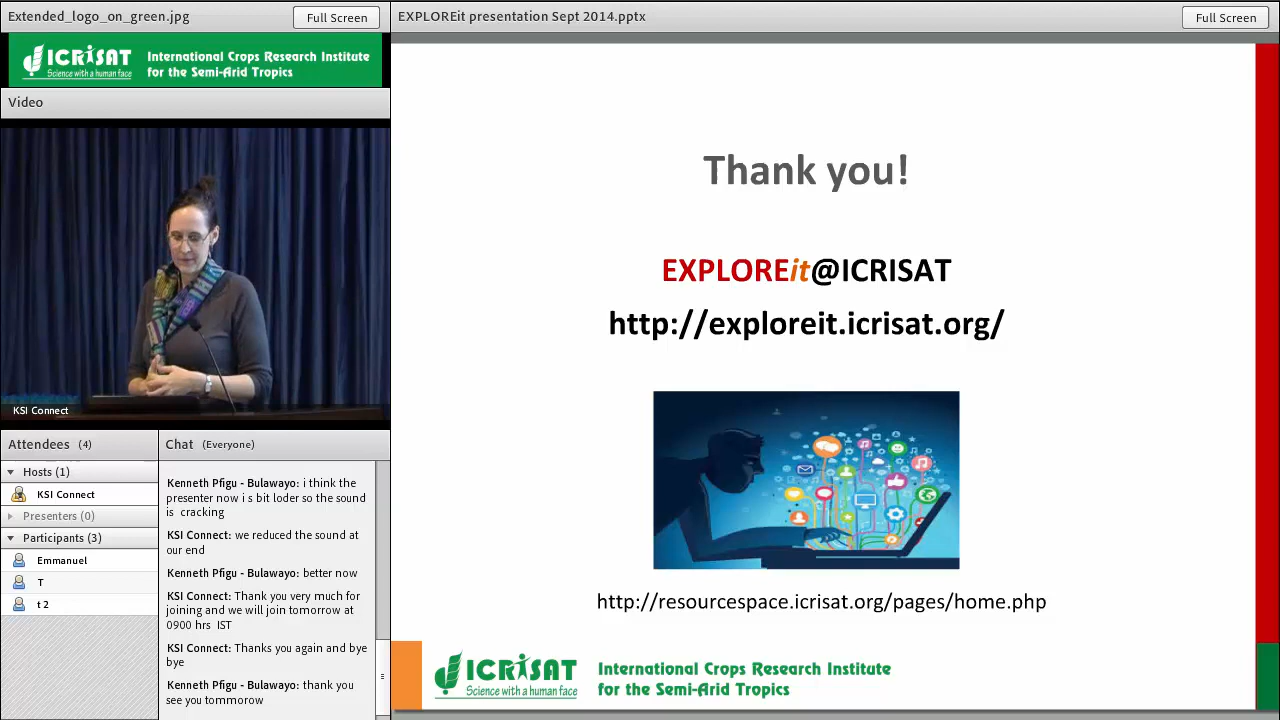 Extended_logo_on_green.jpg
Full Screen
EXPLOREit presentation Sept 2014.pptx
Full Screen
ICRISAT
Science with a human face
International Crops Research Institute
for the Semi-Arid Tropics
Video
KSI Connect
Attendees (4)
Hosts (1)
KSI Connect
Presenters (0)
Participants (3)
Emmanuel
T
t 2
Chat (Everyone)
Kenneth Pfigu - Bulawayo: i think the
presenter now i s bit loder so the sound
is cracking
KSI Connect: we reduced the sound at
our end
Kenneth Pfigu - Bulawayo: better now
KSI Connect: Thank you very much for
joining and we will join tomorrow at
0900 hrs IST
KSI Connect: Thanks you again and bye
bye
Kenneth Pfigu - Bulawayo: thank you
see you tommorow
Thank you!
EXPLOREit@ICRISAT
http://exploreit.icrisat.org/
http://resourcespace.icrisat.org/pages/home.php
ICRISAT
Science with a human face
International Crops Research Institute
for the Semi-Arid Tropics